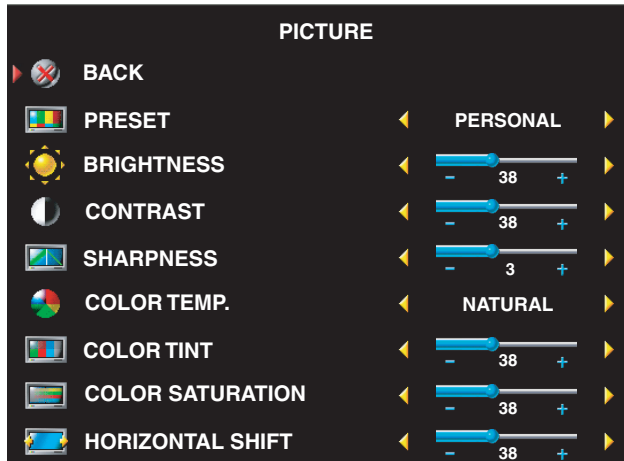 PICTURE
BACK
PRESET PERSONAL
BRIGHTNESS
- 38 +
CONTRAST
- 38 +
SHARPNESS
- 3 +
COLOR TEMP. NATURAL
COLOR TINT
- 38 +
COLOR SATURATION
- 38 +
HORIZONTAL SHIFT
- 38 +